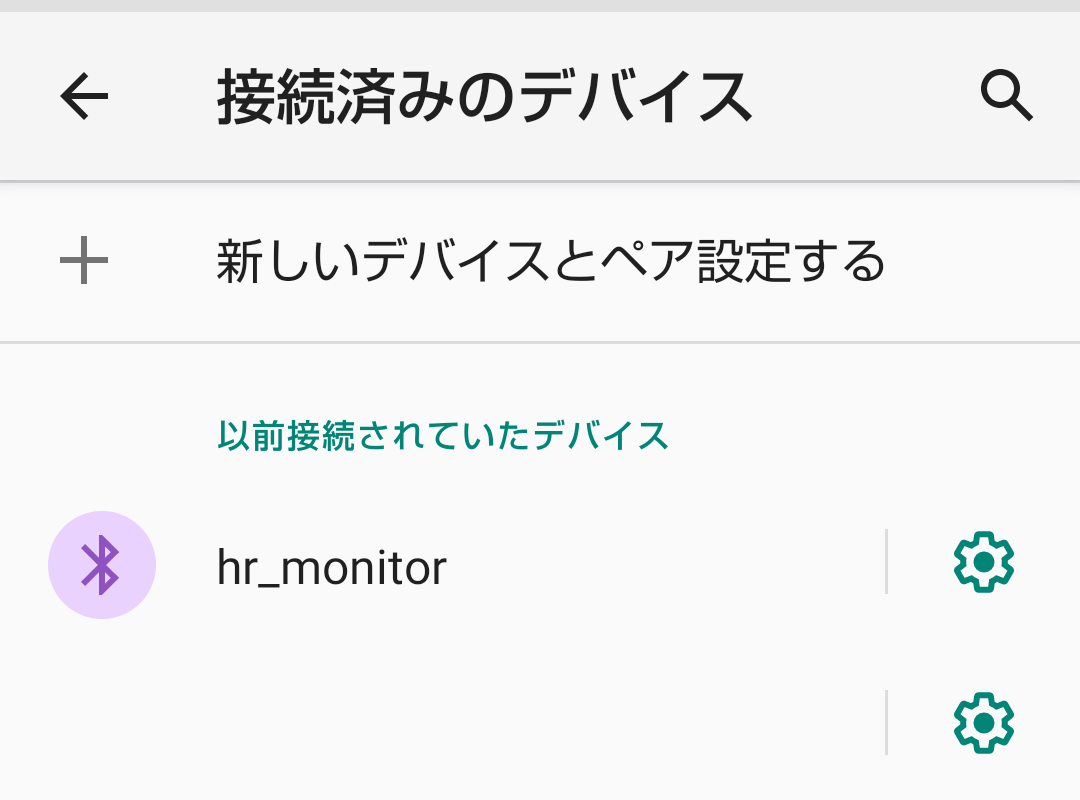 接続済みのデバイス
新しいデバイスとペア設定する
以前接続されていたデバイス
hr_monitor